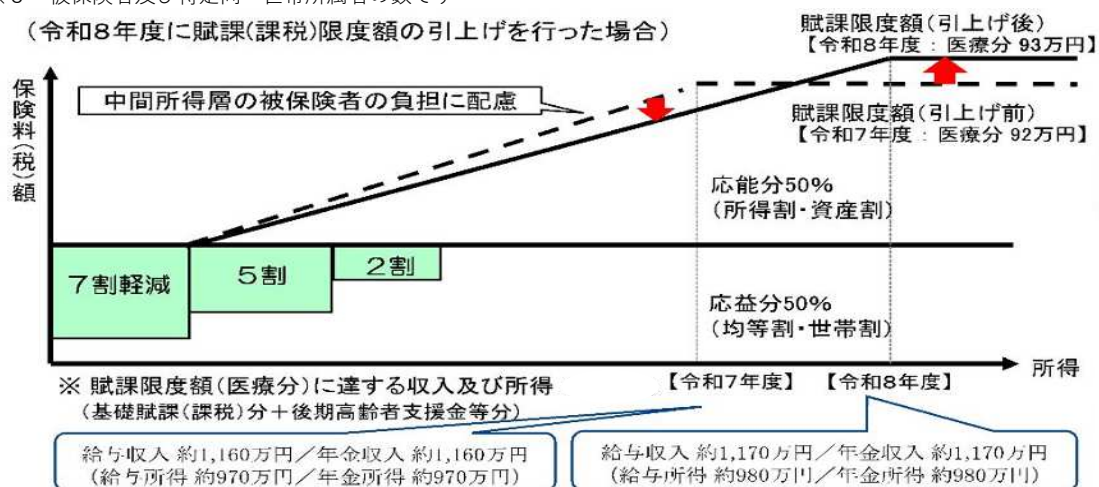 (令和8年度に賦課(課税)限度額の引上げを行った場合)
賦課限度額(引上げ後)
【令和8年度:医療分 93万円】
保険料(税)額
中間所得層の被保険者の負担に配慮
賦課限度額(引上げ前)
【令和7年度:医療分 92万円】
応能分50%
(所得割・資産割)
7割軽減
5割
2割
応益分50%
(均等割・世帯割)
所得
※ 賦課限度額(医療分)に達する収入及び所得
(基礎賦課(課税)分+後期高齢者支援金等分)
【令和7年度】
【令和8年度】
給与収入 約1,160万円/年金収入 約1,160万円
(給与所得 約970万円/年金所得 約970万円)
給与収入 約1,170万円/年金収入 約1,170万円
(給与所得 約980万円/年金所得 約980万円)